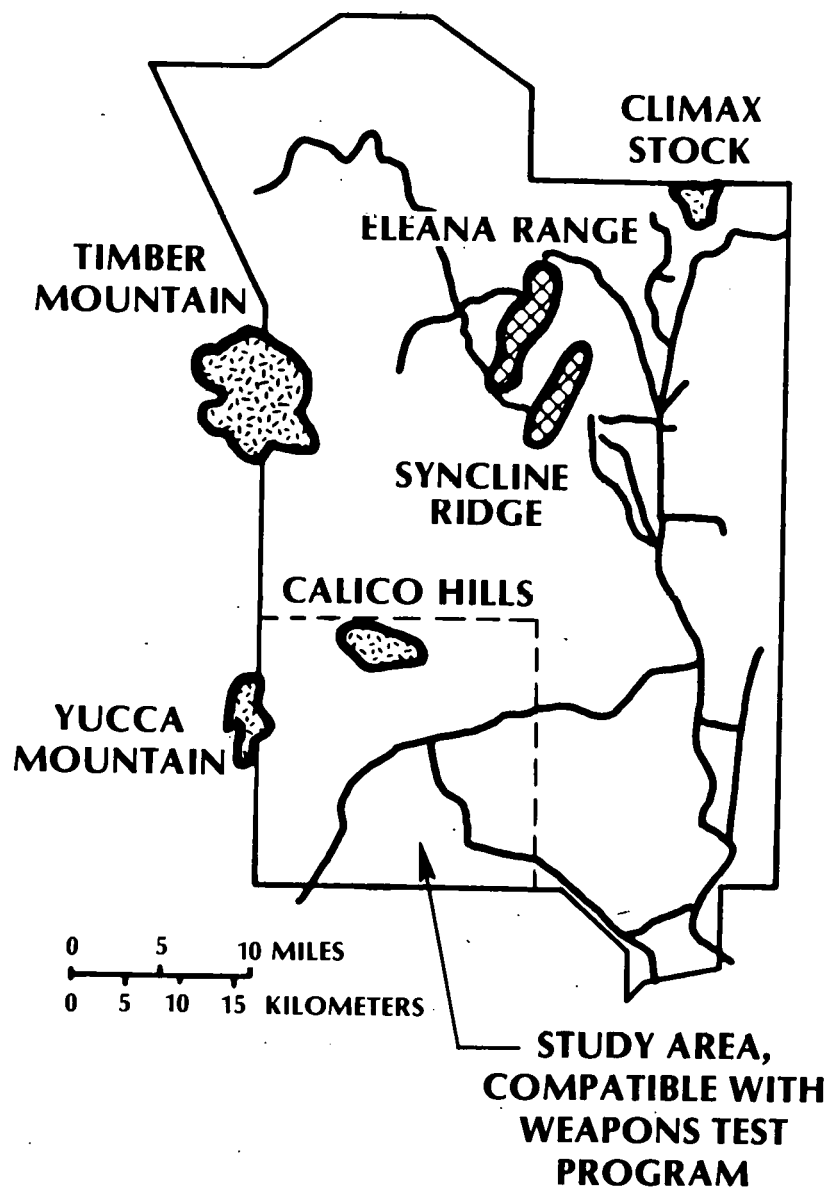 CLIMAX
STOCK
ELEANA RANGE
TIMBER
MOUNTAIN
SYNCLINE
RIDGE
CALICO HILLS
YUCCA
MOUNTAIN
0 5 10 MILES
0 5 10 15 KILOMETERS
STUDY AREA,
COMPATIBLE WITH
WEAPONS TEST
PROGRAM